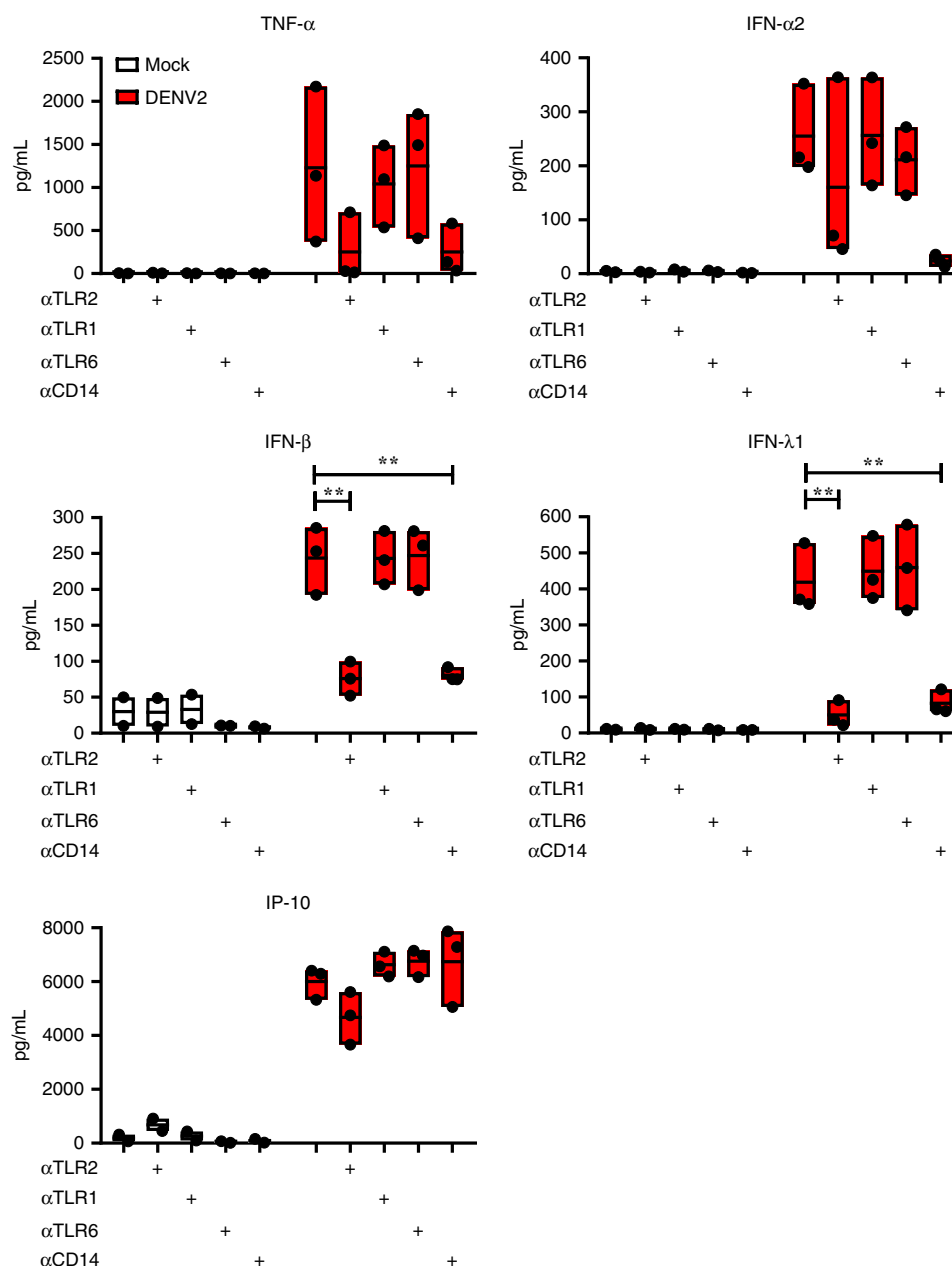 TNF-α
IFN-α2
2500
2000
1500
1000
500
0
pg/mL
Mock
DENV2
400
300
200
100
0
pg/mL
αTLR2 + +
αTLR1 + +
αTLR6 + +
αCD14 + +
αTLR2 + +
αTLR1 + +
αTLR6 + +
αCD14 + +
IFN-β
IFN-λ1
**
**
300
250
200
150
100
50
0
pg/mL
**
**
600
500
400
300
200
100
0
pg/mL
αTLR2 + +
αTLR1 + +
αTLR6 + +
αCD14 + +
αTLR2 + +
αTLR1 + +
αTLR6 + +
αCD14 + +
IP-10
8000
6000
4000
2000
0
pg/mL
αTLR2 + +
αTLR1 + +
αTLR6 + +
αCD14 + +